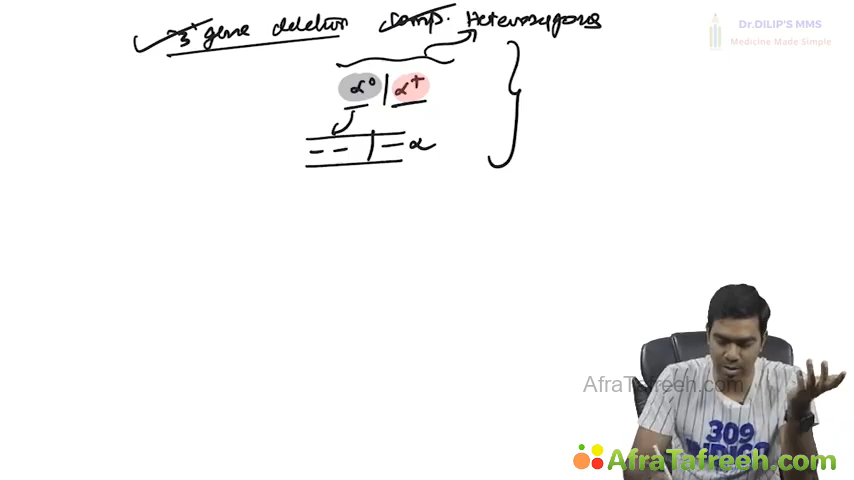 3 gene deletion comp. Heterozygous
Dr.DILIP'S MMS
Medicine Made Simple
α⁰ | α⁺
– – | – α
AfraTafreeh.com
309
AfraTafreeh.com